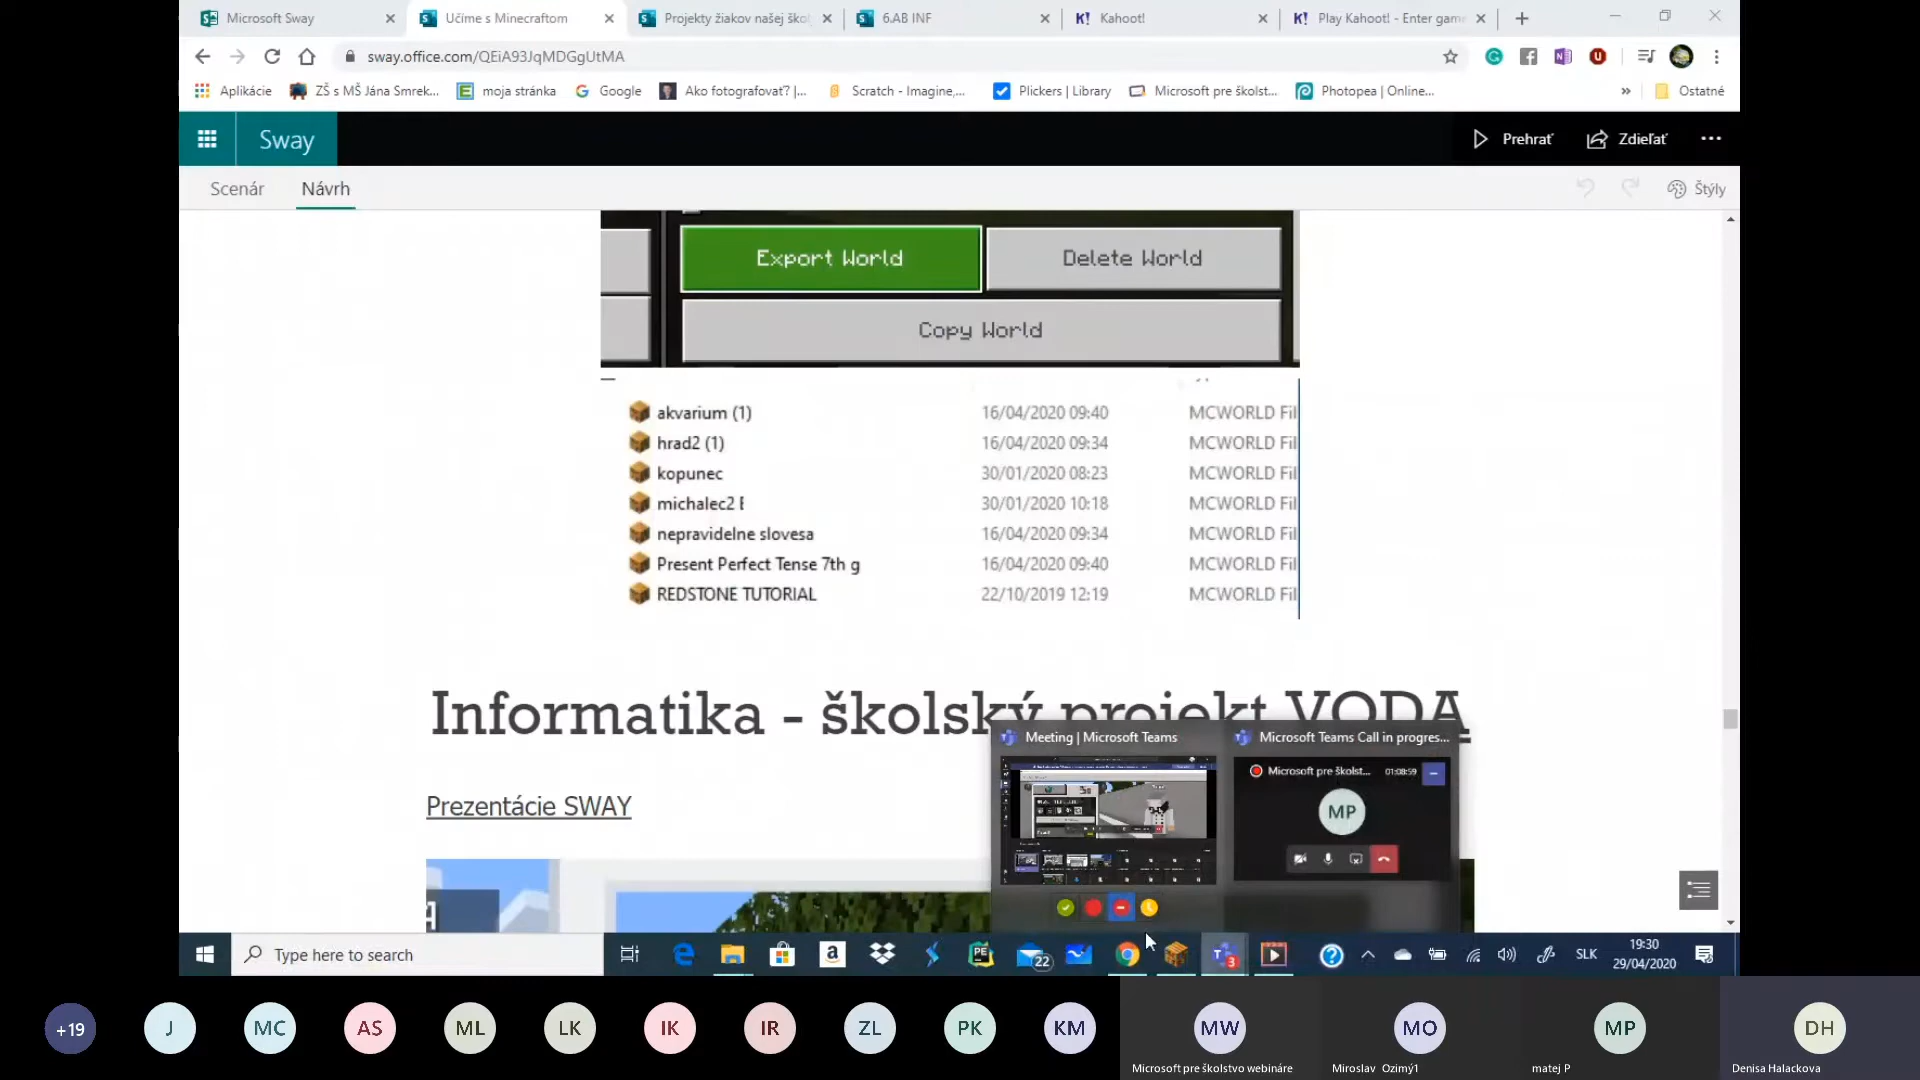 Microsoft Sway
Učíme s Minecraftom
Projekty žiakov našej ško
6.AB INF
Kahoot!
Play Kahoot! - Enter gam
sway.office.com/QEiA93JqMDGgUtMA
Aplikácie
ZŠ s MŠ Jána Smrek...
moja stránka
Google
Ako fotografovať? |...
Scratch - Imagine,...
Plickers | Library
Microsoft pre školst...
Photopea | Online...
»
Ostatné
Sway
Prehrať
Zdieľať
Scenár
Návrh
Štýly
Export World
Delete World
Copy World
akvarium (1) 16/04/2020 09:40 MCWORLD Fil
hrad2 (1) 16/04/2020 09:34 MCWORLD Fil
kopunec 30/01/2020 08:23 MCWORLD Fil
michalec2 30/01/2020 10:18 MCWORLD Fil
nepravidelne slovesa 16/04/2020 09:34 MCWORLD Fil
Present Perfect Tense 7th g 16/04/2020 09:40 MCWORLD Fil
REDSTONE TUTORIAL 22/10/2019 12:19 MCWORLD Fil
Informatika - školský projekt VODA
Meeting | Microsoft Teams
Microsoft Teams Call in progres...
Microsoft pre školst...
01:08:59
MP
Prezentácie SWAY
Type here to search
22
3
SLK
19:30
29/04/2020
+19
J
MC
AS
ML
LK
IK
IR
ZL
PK
KM
MW
MO
MP
DH
Microsoft pre školstvo webináre
Miroslav Ozimý1
matej P
Denisa Halackova